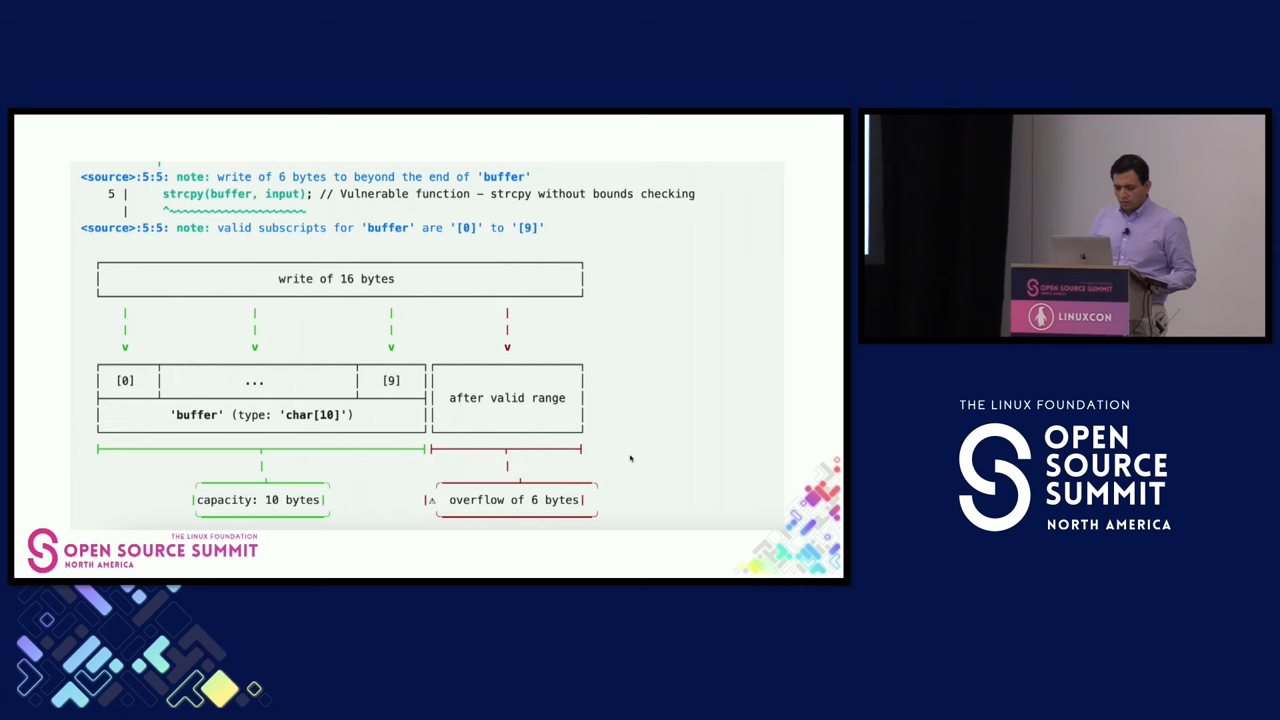 <source>:5:5: note: write of 6 bytes to beyond the end of 'buffer'
5 | strcpy(buffer, input); // Vulnerable function – strcpy without bounds checking
| ^~~~~~~~~~~~~~~~~~~~~
<source>:5:5: note: valid subscripts for 'buffer' are '[0]' to '[9]'
write of 16 bytes
[0] ... [9]
after valid range
'buffer' (type: 'char[10]')
capacity: 10 bytes
⚠ overflow of 6 bytes
THE LINUX FOUNDATION
OPEN SOURCE SUMMIT
NORTH AMERICA
OPEN SOURCE SUMMIT
LINUXCON
THE LINUX FOUNDATION
OPEN
SOURCE
SUMMIT
NORTH AMERICA